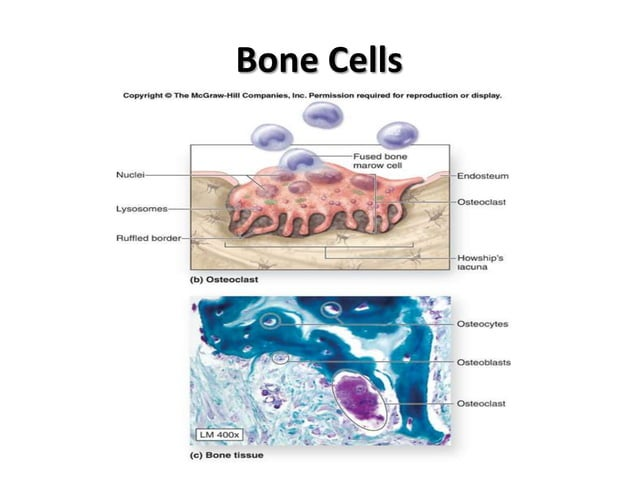 Bone Cells
Copyright © The McGraw-Hill Companies, Inc. Permission required for reproduction or display.
Fused bone
marow cell
Nuclei
Endosteum
Osteoclast
Lysosomes
Ruffled border
Howship's
lacuna
(b) Osteoclast
Osteocytes
Osteoblasts
Osteoclast
LM 400x
(c) Bone tissue